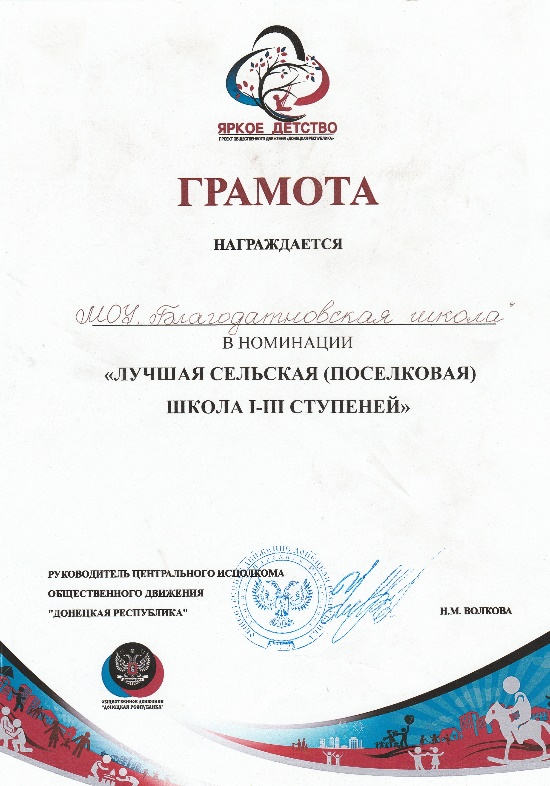 ЯРКОЕ ДЕТСТВО
ПРОЕКТ ОБЩЕСТВЕННОГО ДВИЖЕНИЯ «ДОНЕЦКАЯ РЕСПУБЛИКА»
ГРАМОТА
НАГРАЖДАЕТСЯ
МОУ „Благодатновская школа"
В НОМИНАЦИИ
«ЛУЧШАЯ СЕЛЬСКАЯ (ПОСЕЛКОВАЯ)
ШКОЛА I-III СТУПЕНЕЙ»
РУКОВОДИТЕЛЬ ЦЕНТРАЛЬНОГО ИСПОЛКОМА
ОБЩЕСТВЕННОГО ДВИЖЕНИЯ
"ДОНЕЦКАЯ РЕСПУБЛИКА"
Н.М. ВОЛКОВА
ОБЩЕСТВЕННОЕ ДВИЖЕНИЕ
"ДОНЕЦКАЯ РЕСПУБЛИКА"